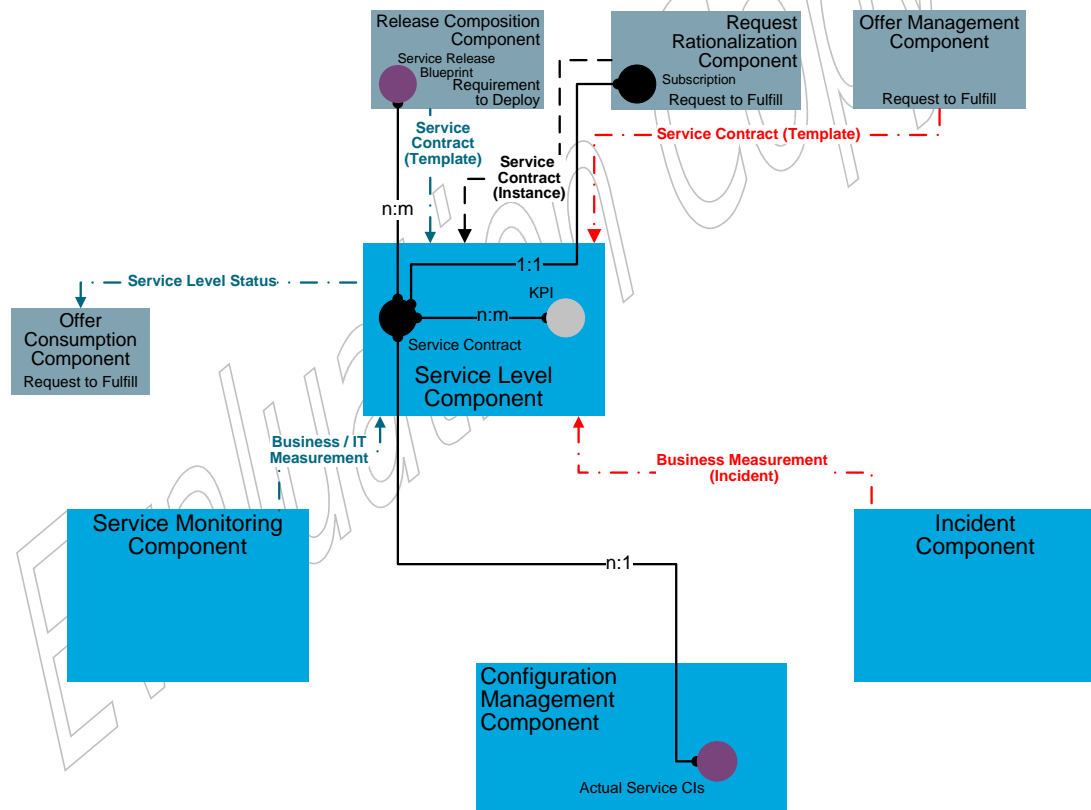 Release Composition
Component
Service Release
Blueprint
Requirement
to Deploy
Request
Rationalization
Component
Subscription
Request to Fulfill
Offer Management
Component
Request to Fulfill
Service
Contract
(Template)
Service
Contract
(Instance)
Service Contract (Template)
n:m
1:1
Service Level Status
KPI
n:m
Service Contract
Service Level
Component
Offer
Consumption
Component
Request to Fulfill
Business / IT
Measurement
Business Measurement
(Incident)
Service Monitoring
Component
Incident
Component
n:1
Configuration
Management
Component
Actual Service CIs
Evaluation Copy